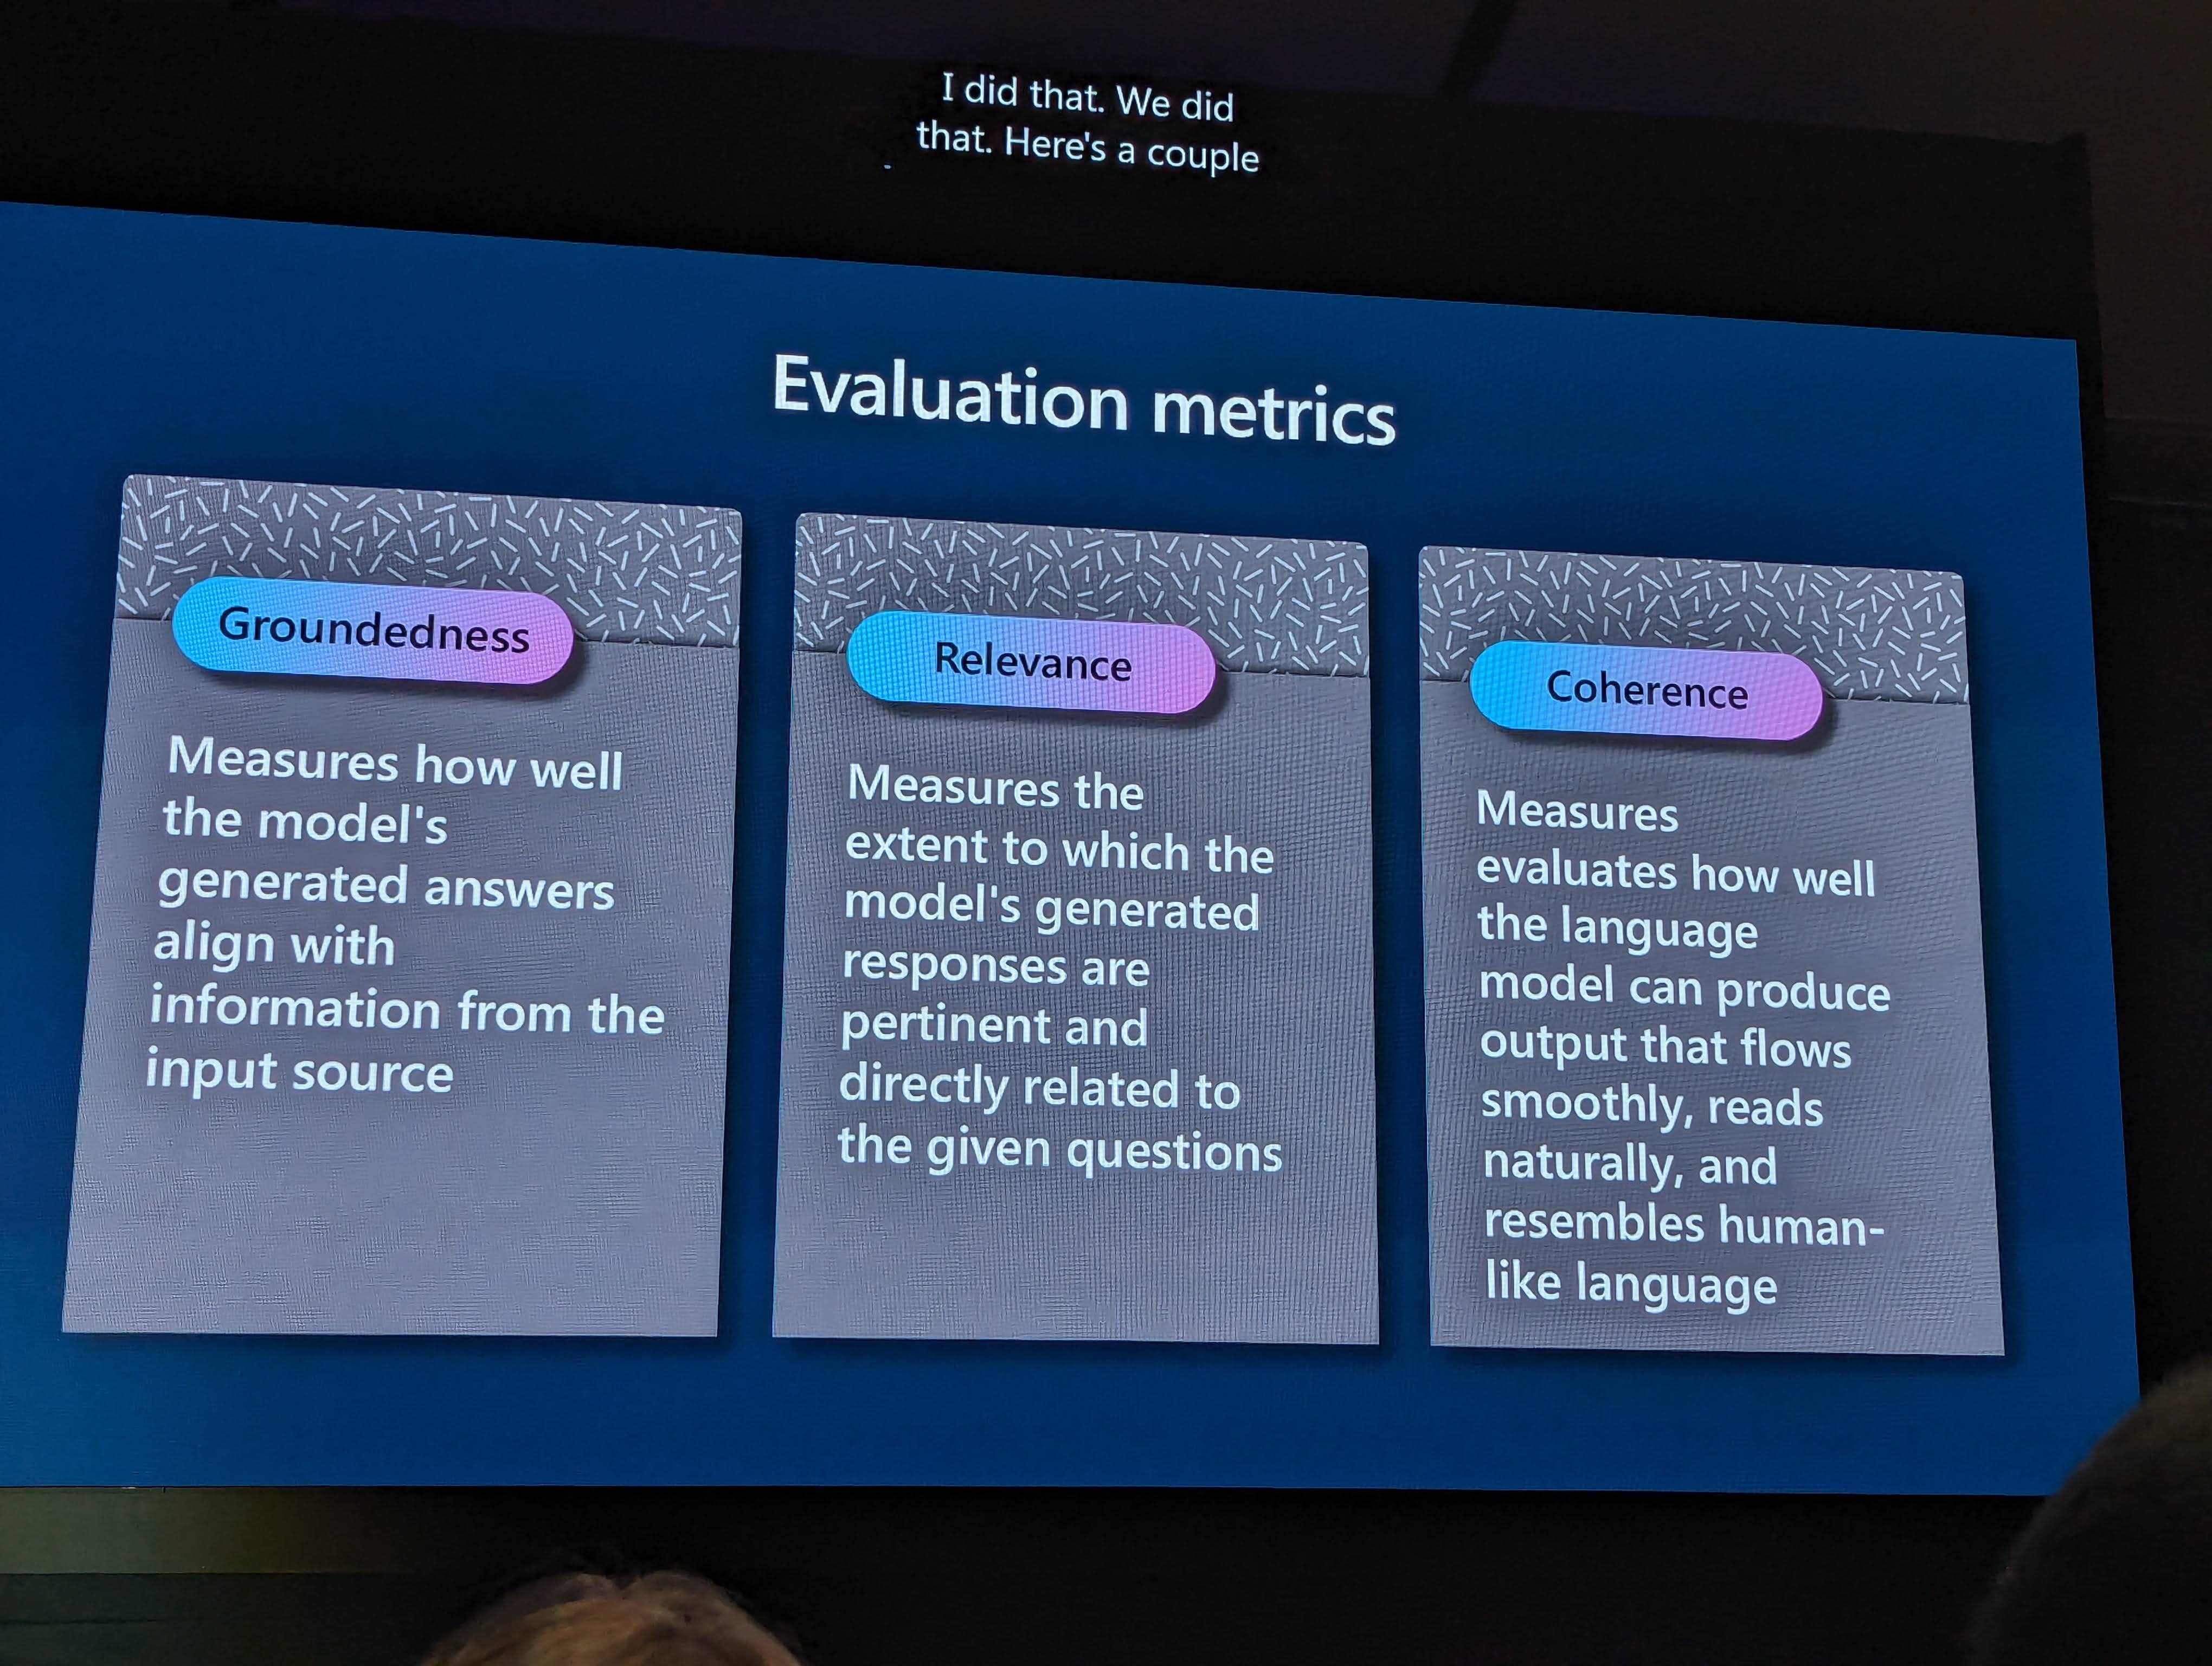 I did that. We did
that. Here's a couple
Evaluation metrics
Groundedness
Measures how well
the model's
generated answers
align with
information from the
input source
Relevance
Measures the
extent to which the
model's generated
responses are
pertinent and
directly related to
the given questions
Coherence
Measures
evaluates how well
the language
model can produce
output that flows
smoothly, reads
naturally, and
resembles human-
like language